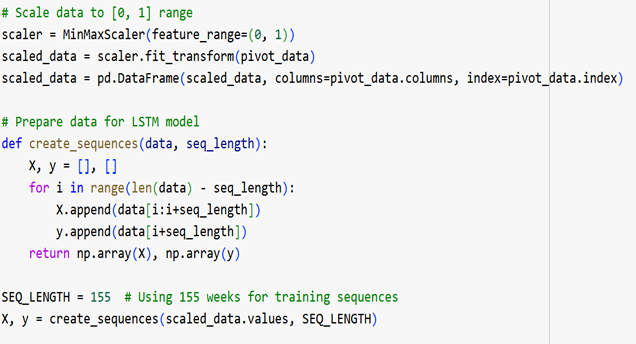 # Scale data to [0, 1] range
scaler = MinMaxScaler(feature_range=(0, 1))
scaled_data = scaler.fit_transform(pivot_data)
scaled_data = pd.DataFrame(scaled_data, columns=pivot_data.columns, index=pivot_data.index)

# Prepare data for LSTM model
def create_sequences(data, seq_length):
    X, y = [], []
    for i in range(len(data) - seq_length):
        X.append(data[i:i+seq_length])
        y.append(data[i+seq_length])
    return np.array(X), np.array(y)

SEQ_LENGTH = 155  # Using 155 weeks for training sequences
X, y = create_sequences(scaled_data.values, SEQ_LENGTH)